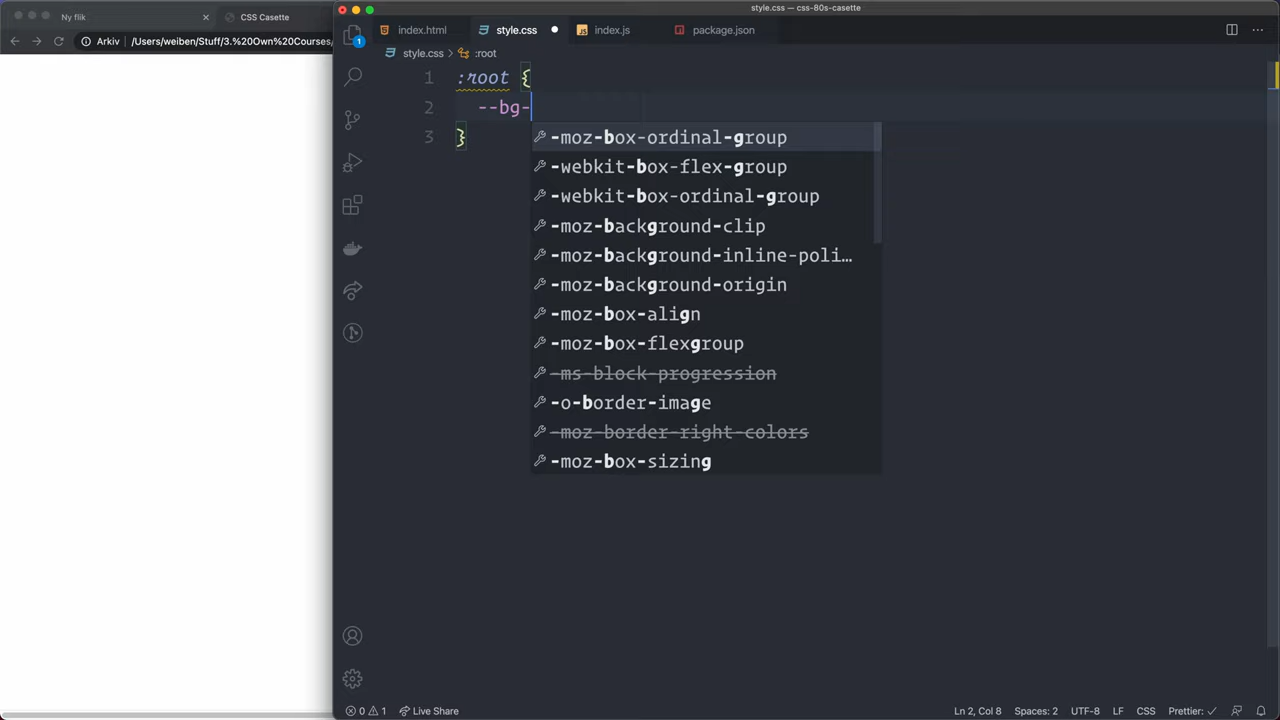 style.css — css-80s-casette
Ny flik
CSS Casette
Arkiv
/Users/weiben/Stuff/3.%20Own%20Courses/
index.html
style.css
index.js
package.json
style.css > :root
1 :root {
2 --bg-
3 }
-moz-box-ordinal-group
-webkit-box-flex-group
-webkit-box-ordinal-group
-moz-background-clip
-moz-background-inline-poli…
-moz-background-origin
-moz-box-align
-moz-box-flexgroup
-ms-block-progression
-o-border-image
-moz-border-right-colors
-moz-box-sizing
1
0 1 Live Share
Ln 2, Col 8 Spaces: 2 UTF-8 LF CSS Prettier: ✓